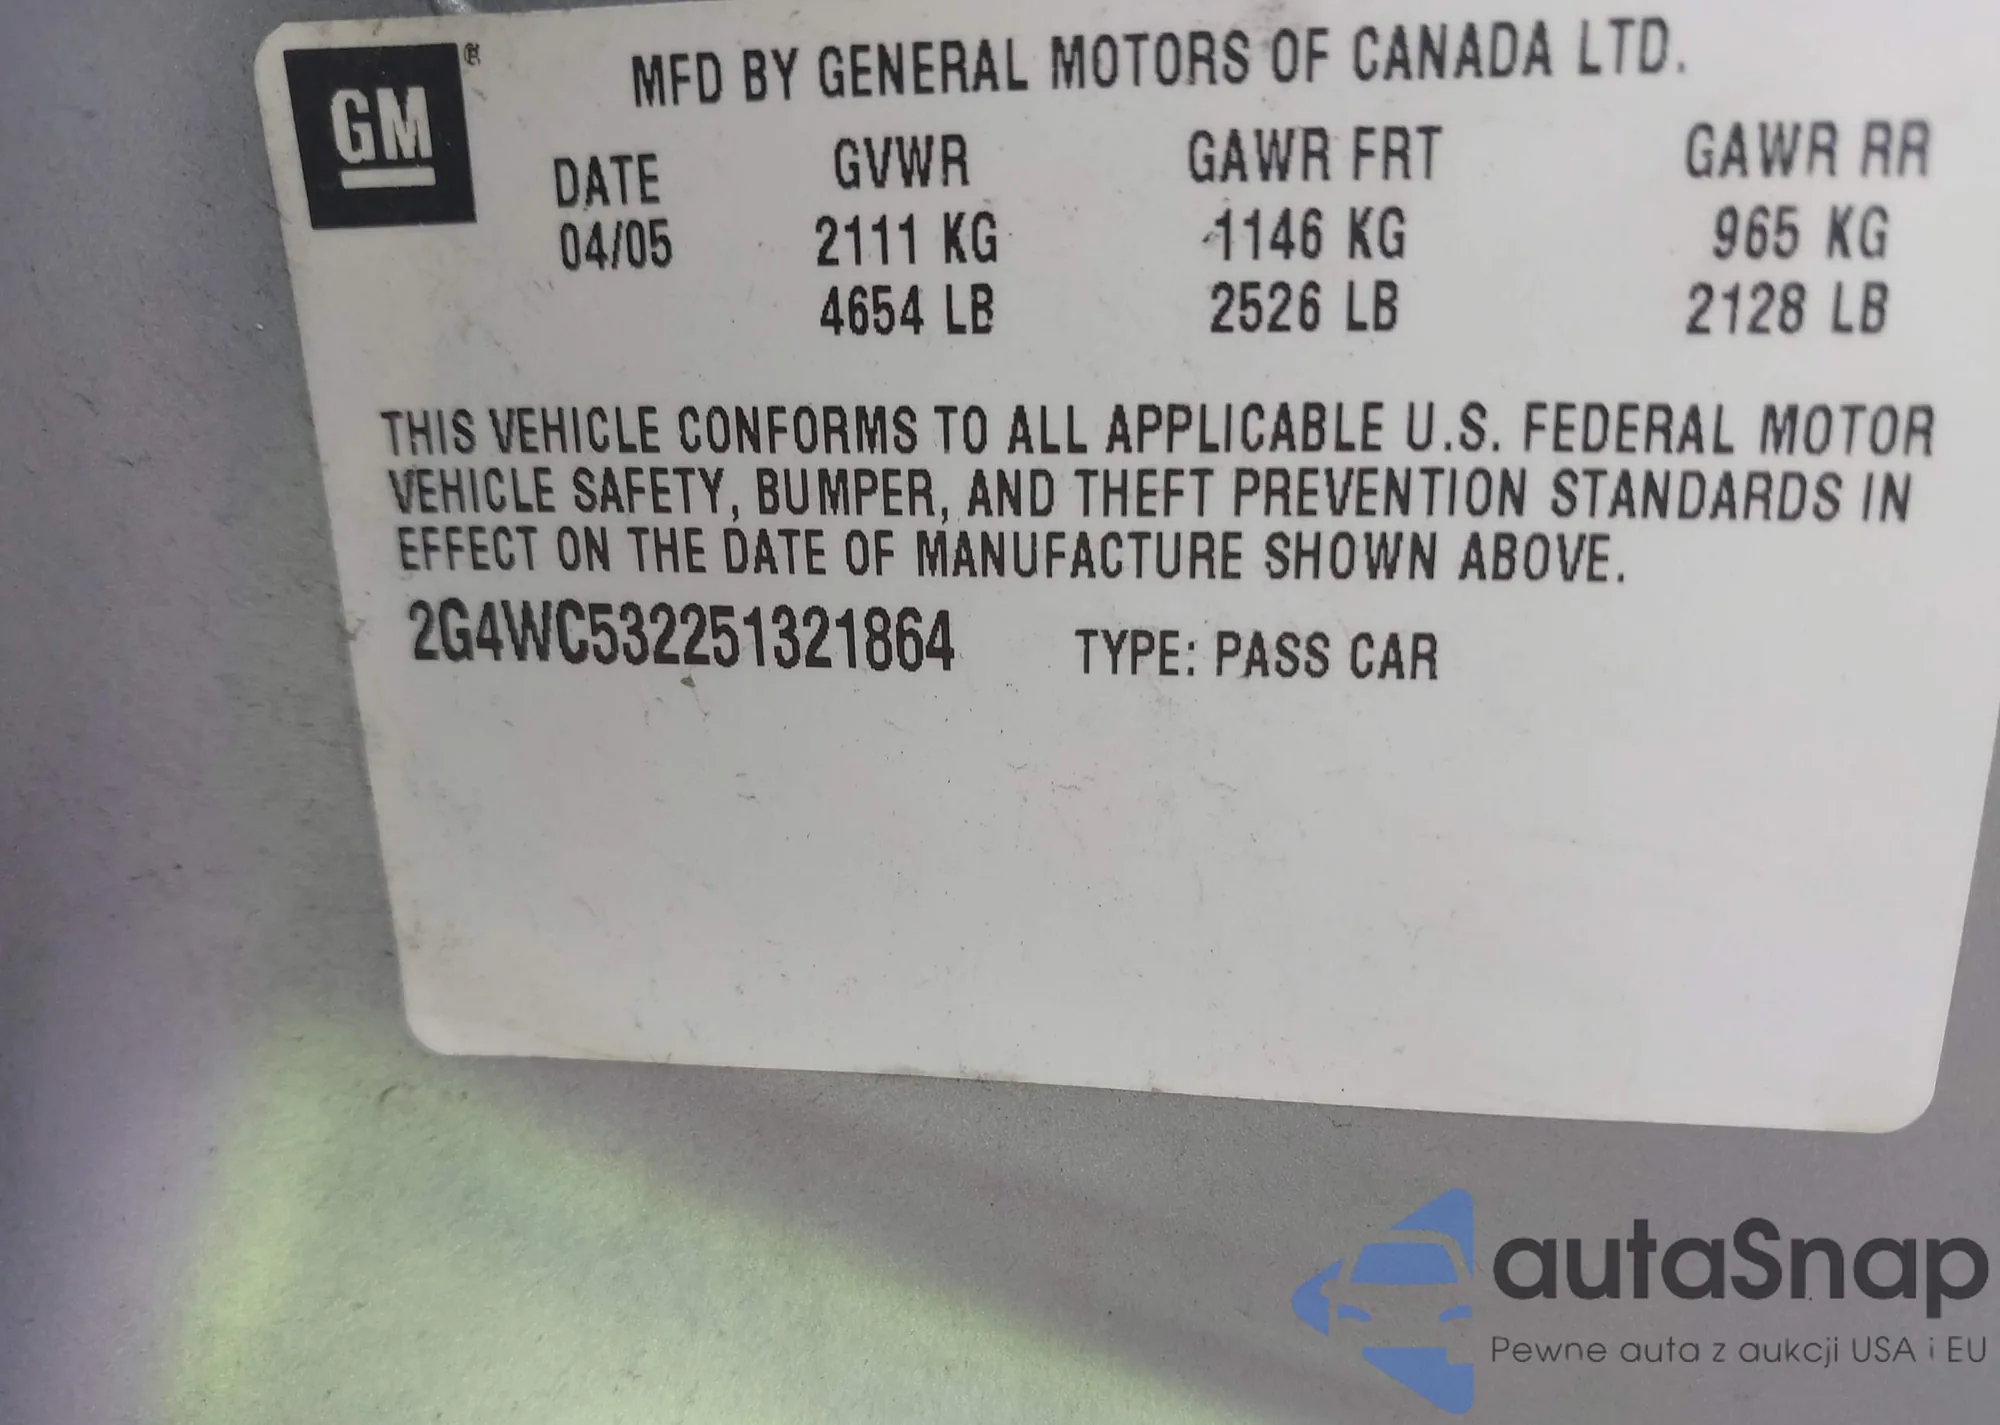 GM ®
MFD BY GENERAL MOTORS OF CANADA LTD.
DATE GVWR GAWR FRT GAWR RR
04/05 2111 KG 1146 KG 965 KG
4654 LB 2526 LB 2128 LB
THIS VEHICLE CONFORMS TO ALL APPLICABLE U.S. FEDERAL MOTOR
VEHICLE SAFETY, BUMPER, AND THEFT PREVENTION STANDARDS IN
EFFECT ON THE DATE OF MANUFACTURE SHOWN ABOVE.
2G4WC532251321864 TYPE: PASS CAR
autaSnap
Pewne auta z aukcji USA i EU